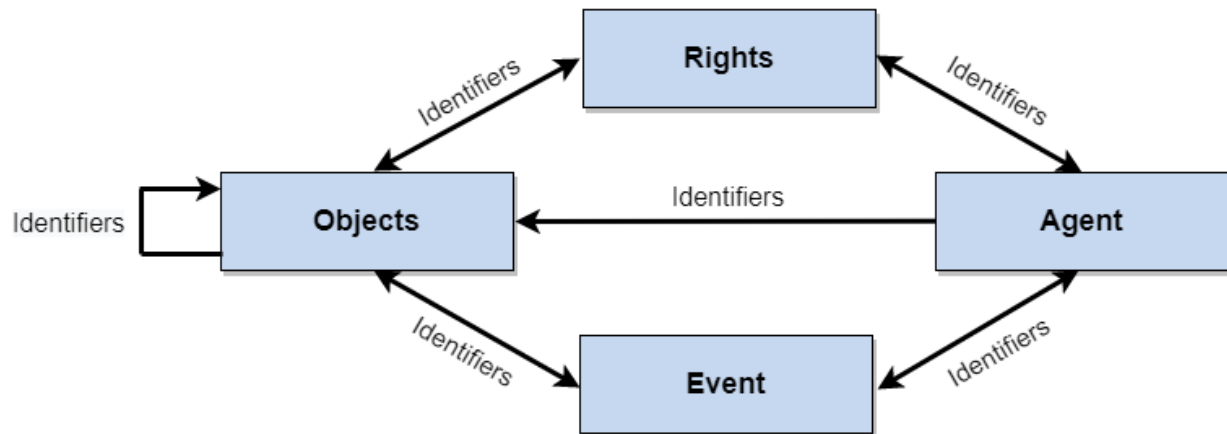 Rights
Identifiers
Identifiers
Identifiers
Objects
Identifiers
Agent
Identifiers
Identifiers
Event